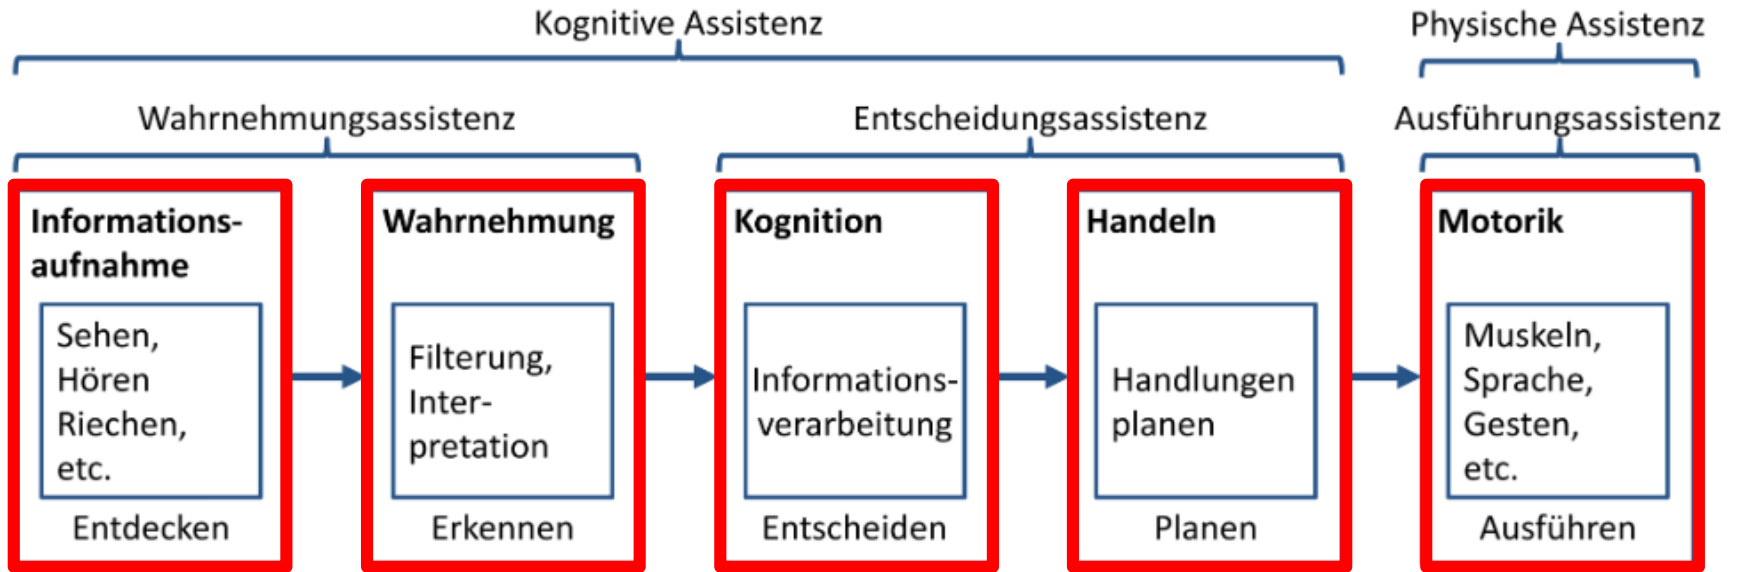 Kognitive Assistenz
Physische Assistenz
Wahrnehmungsassistenz
Entscheidungsassistenz
Ausführungsassistenz
Informations-
aufnahme
Sehen,
Hören
Riechen,
etc.
Entdecken
Wahrnehmung
Filterung,
Inter-
pretation
Erkennen
Kognition
Informations-
verarbeitung
Entscheiden
Handeln
Handlungen
planen
Planen
Motorik
Muskeln,
Sprache,
Gesten,
etc.
Ausführen